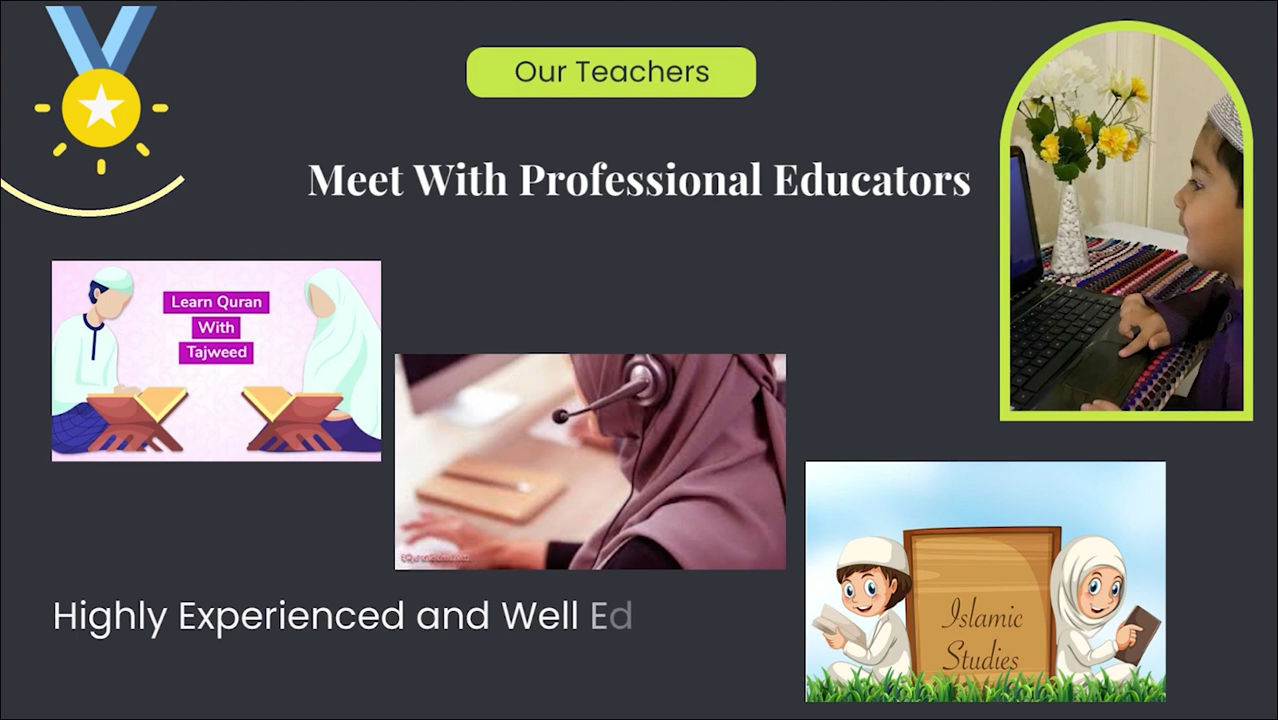 Our Teachers
Meet With Professional Educators
Learn Quran
With
Tajweed
Highly Experienced and Well Ed
Islamic
Studies